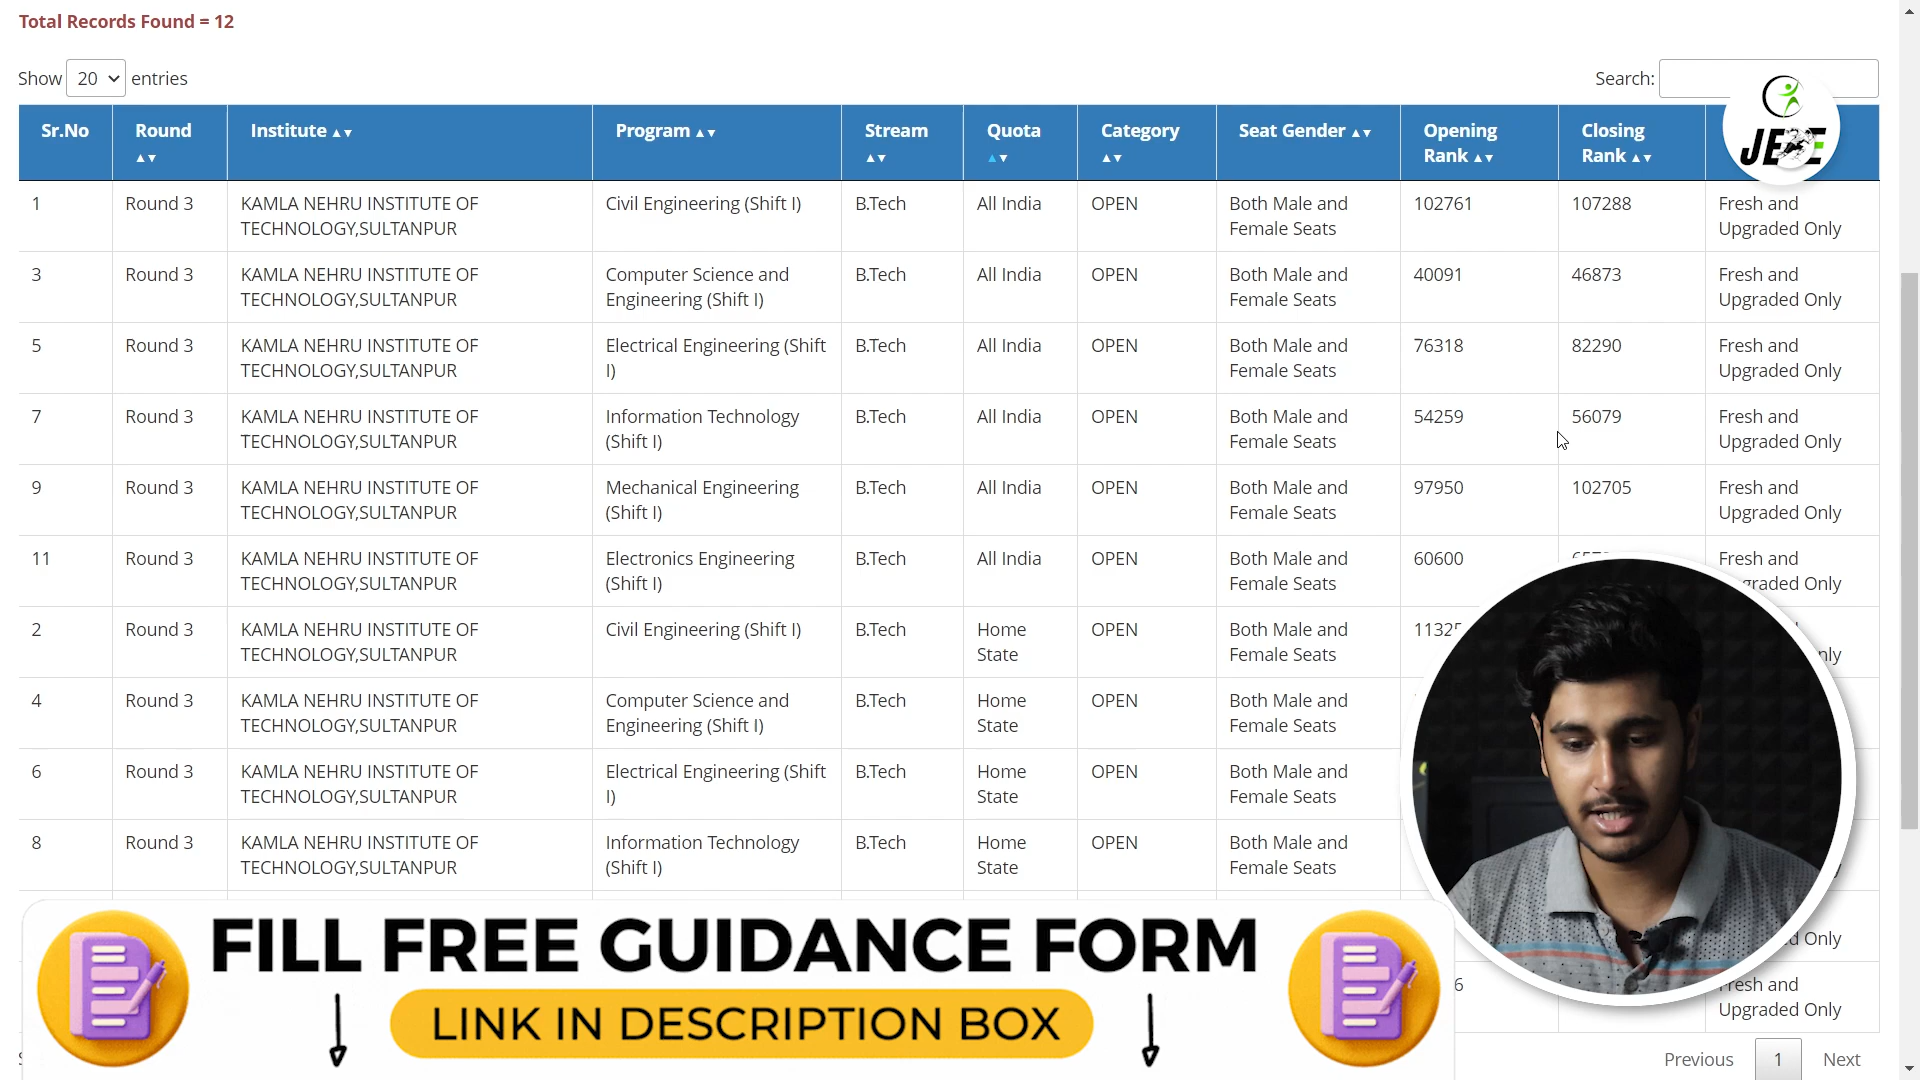 Total Records Found = 12
Show 20 entries
Search:
Sr.No Round Institute Program Stream Quota Category Seat Gender Opening Rank Closing Rank
JE
1 Round 3 KAMLA NEHRU INSTITUTE OF TECHNOLOGY,SULTANPUR Civil Engineering (Shift I) B.Tech All India OPEN Both Male and Female Seats 102761 107288 Fresh and Upgraded Only
3 Round 3 KAMLA NEHRU INSTITUTE OF TECHNOLOGY,SULTANPUR Computer Science and Engineering (Shift I) B.Tech All India OPEN Both Male and Female Seats 40091 46873 Fresh and Upgraded Only
5 Round 3 KAMLA NEHRU INSTITUTE OF TECHNOLOGY,SULTANPUR Electrical Engineering (Shift I) B.Tech All India OPEN Both Male and Female Seats 76318 82290 Fresh and Upgraded Only
7 Round 3 KAMLA NEHRU INSTITUTE OF TECHNOLOGY,SULTANPUR Information Technology (Shift I) B.Tech All India OPEN Both Male and Female Seats 54259 56079 Fresh and Upgraded Only
9 Round 3 KAMLA NEHRU INSTITUTE OF TECHNOLOGY,SULTANPUR Mechanical Engineering (Shift I) B.Tech All India OPEN Both Male and Female Seats 97950 102705 Fresh and Upgraded Only
11 Round 3 KAMLA NEHRU INSTITUTE OF TECHNOLOGY,SULTANPUR Electronics Engineering (Shift I) B.Tech All India OPEN Both Male and Female Seats 60600 Fresh and Only
2 Round 3 KAMLA NEHRU INSTITUTE OF TECHNOLOGY,SULTANPUR Civil Engineering (Shift I) B.Tech Home State OPEN Both Male and Female Seats
4 Round 3 KAMLA NEHRU INSTITUTE OF TECHNOLOGY,SULTANPUR Computer Science and Engineering (Shift I) B.Tech Home State OPEN Both Male and Female Seats
6 Round 3 KAMLA NEHRU INSTITUTE OF TECHNOLOGY,SULTANPUR Electrical Engineering (Shift I) B.Tech Home State OPEN Both Male and Female Seats
8 Round 3 KAMLA NEHRU INSTITUTE OF TECHNOLOGY,SULTANPUR Information Technology (Shift I) B.Tech Home State OPEN Both Male and Female Seats
Only
Upgraded Only
FILL FREE GUIDANCE FORM
LINK IN DESCRIPTION BOX
Previous 1 Next